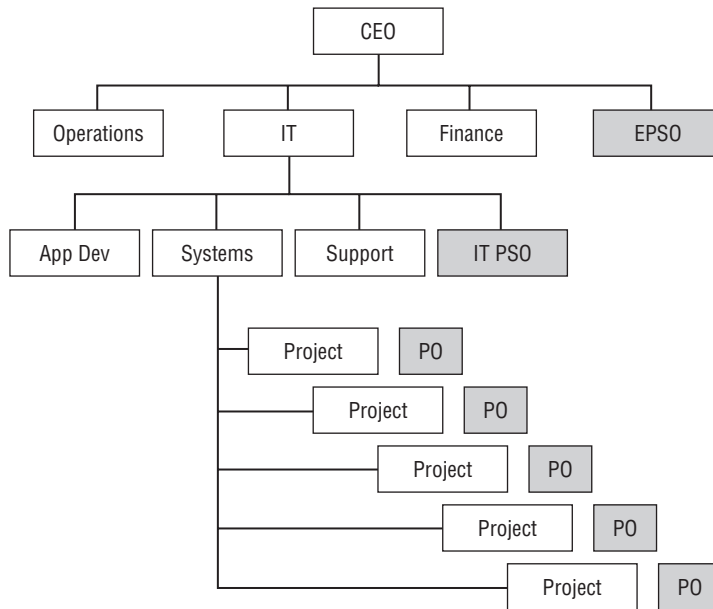 CEO
Operations
IT
Finance
EPSO
App Dev
Systems
Support
IT PSO
Project
PO
Project
PO
Project
PO
Project
PO
Project
PO